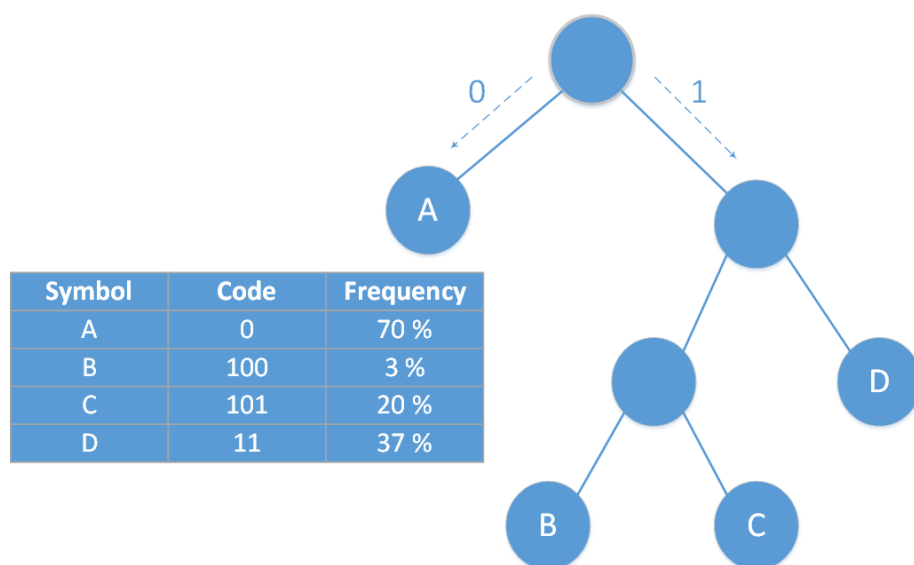 0 1
A
Symbol Code Frequency
A 0 70 %
B 100 3 %
C 101 20 %
D 11 37 %
D
B C